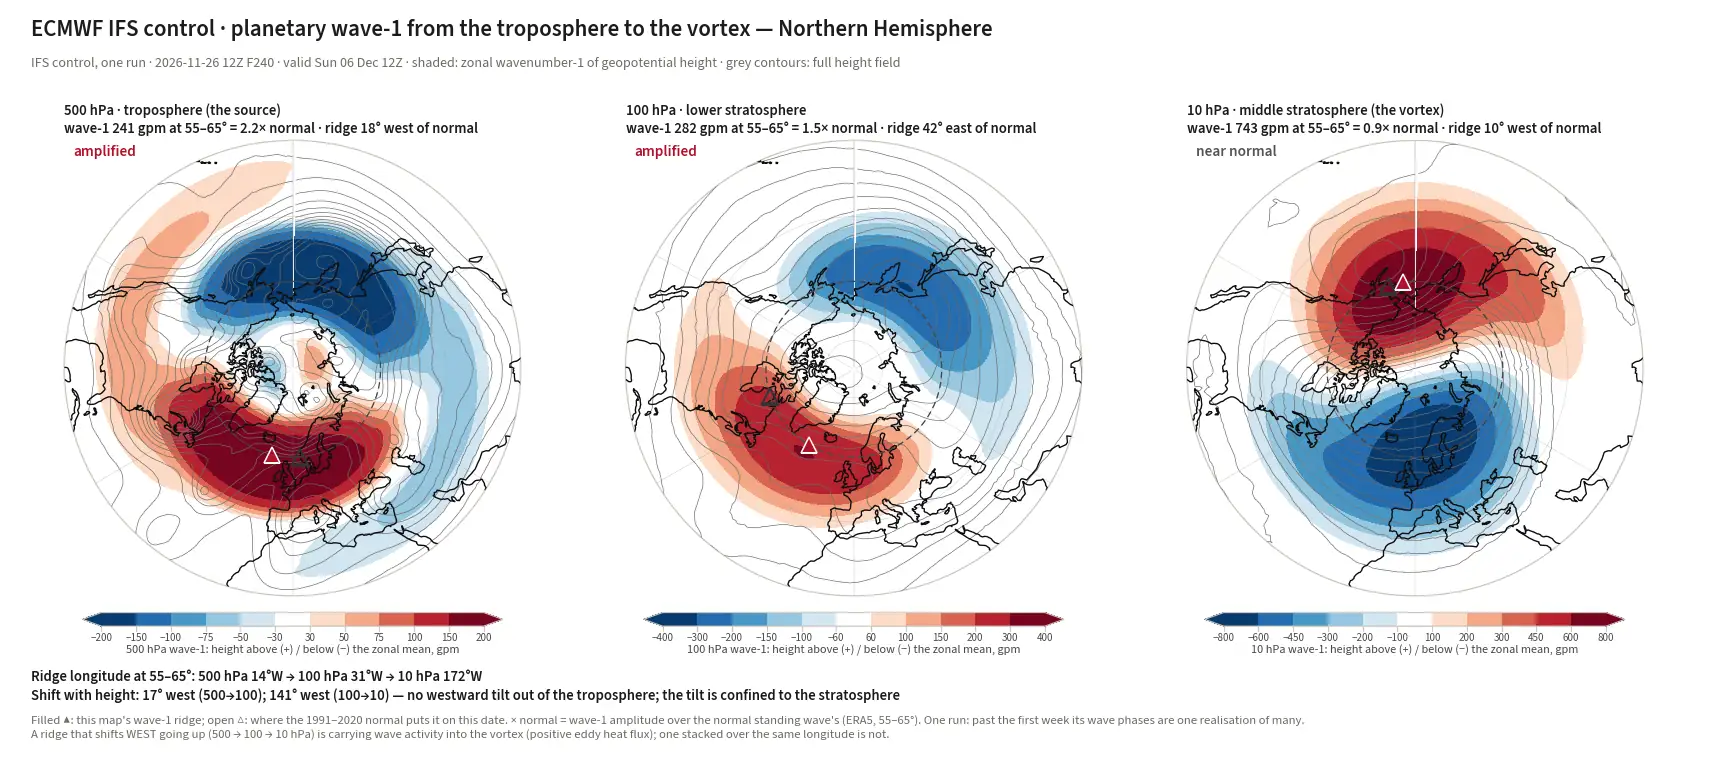 ECMWF IFS control · planetary wave-1 from the troposphere to the vortex — Northern Hemisphere
IFS control, one run · 2026-11-26 12Z F240 · valid Sun 06 Dec 12Z · shaded: zonal wavenumber-1 of geopotential height · grey contours: full height field
500 hPa · troposphere (the source)
wave-1 241 gpm at 55–65° = 2.2× normal · ridge 18° west of normal
amplified
100 hPa · lower stratosphere
wave-1 282 gpm at 55–65° = 1.5× normal · ridge 42° east of normal
amplified
10 hPa · middle stratosphere (the vortex)
wave-1 743 gpm at 55–65° = 0.9× normal · ridge 10° west of normal
near normal
−200 −150 −100 −75 −50 −30 30 50 75 100 150 200
500 hPa wave-1: height above (+) / below (−) the zonal mean, gpm
−400 −300 −200 −150 −100 −60 60 100 150 200 300 400
100 hPa wave-1: height above (+) / below (−) the zonal mean, gpm
−800 −600 −450 −300 −200 −100 100 200 300 450 600 800
10 hPa wave-1: height above (+) / below (−) the zonal mean, gpm
Ridge longitude at 55–65°: 500 hPa 14°W → 100 hPa 31°W → 10 hPa 172°W
Shift with height: 17° west (500→100); 141° west (100→10) — no westward tilt out of the troposphere; the tilt is confined to the stratosphere
Filled ▲: this map's wave-1 ridge; open △: where the 1991–2020 normal puts it on this date. × normal = wave-1 amplitude over the normal standing wave's (ERA5, 55–65°). One run: past the first week its wave phases are one realisation of many.
A ridge that shifts WEST going up (500 → 100 → 10 hPa) is carrying wave activity into the vortex (positive eddy heat flux); one stacked over the same longitude is not.